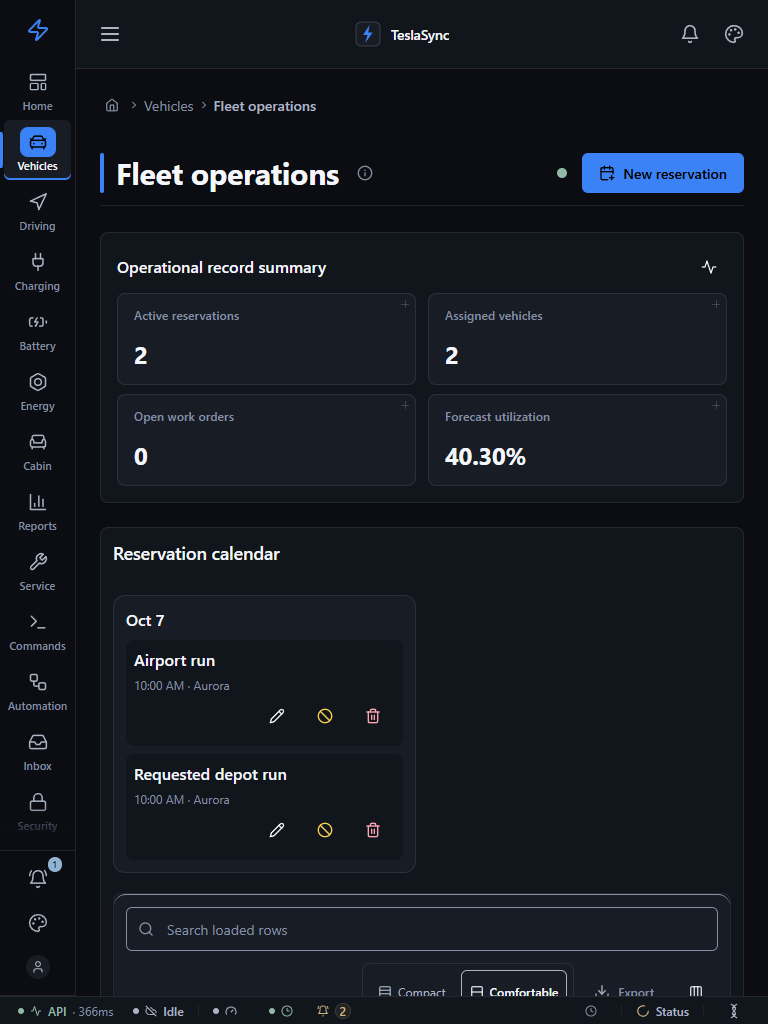 TeslaSync
Home
Vehicles
Driving
Charging
Battery
Energy
Cabin
Reports
Service
Commands
Automation
Inbox
Security
1
Vehicles > Fleet operations
Fleet operations
New reservation
Operational record summary
Active reservations
2
Assigned vehicles
2
Open work orders
0
Forecast utilization
40.30%
Reservation calendar
Oct 7
Airport run
10:00 AM · Aurora
Requested depot run
10:00 AM · Aurora
Search loaded rows
Compact
Comfortable
Export
API · 366ms
Idle
2
Status